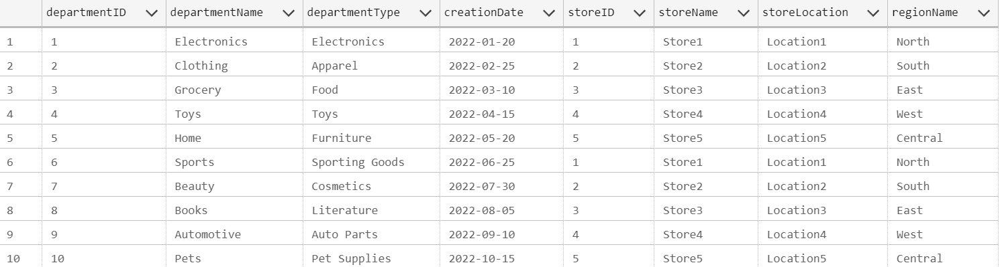 departmentID departmentName departmentType creationDate storeID storeName storeLocation regionName
1 1 Electronics Electronics 2022-01-20 1 Store1 Location1 North
2 2 Clothing Apparel 2022-02-25 2 Store2 Location2 South
3 3 Grocery Food 2022-03-10 3 Store3 Location3 East
4 4 Toys Toys 2022-04-15 4 Store4 Location4 West
5 5 Home Furniture 2022-05-20 5 Store5 Location5 Central
6 6 Sports Sporting Goods 2022-06-25 1 Store1 Location1 North
7 7 Beauty Cosmetics 2022-07-30 2 Store2 Location2 South
8 8 Books Literature 2022-08-05 3 Store3 Location3 East
9 9 Automotive Auto Parts 2022-09-10 4 Store4 Location4 West
10 10 Pets Pet Supplies 2022-10-15 5 Store5 Location5 Central